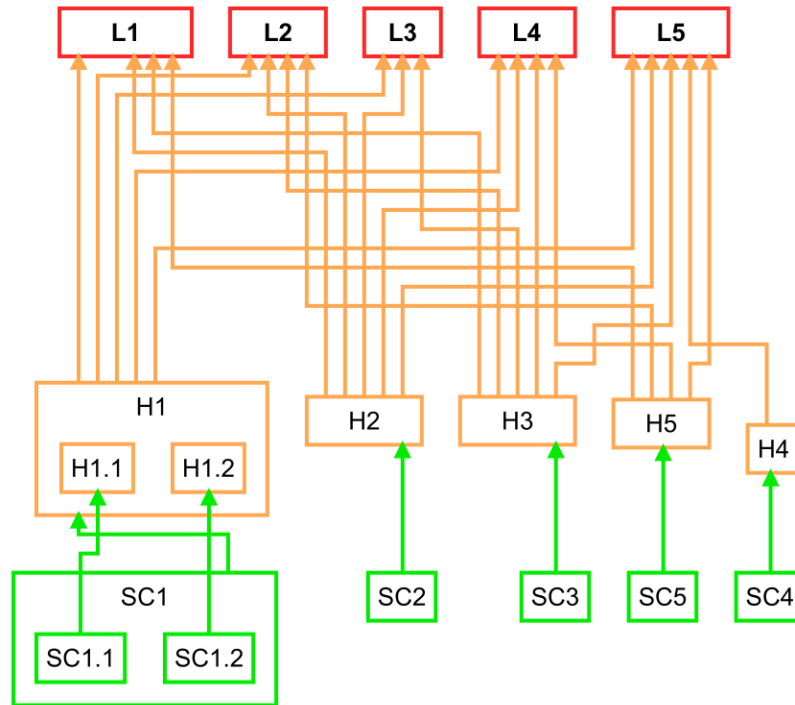 L1 L2 L3 L4 L5
H1
H2 H3 H5
H4
H1.1 H1.2
SC1 SC2 SC3 SC5 SC4
SC1.1 SC1.2